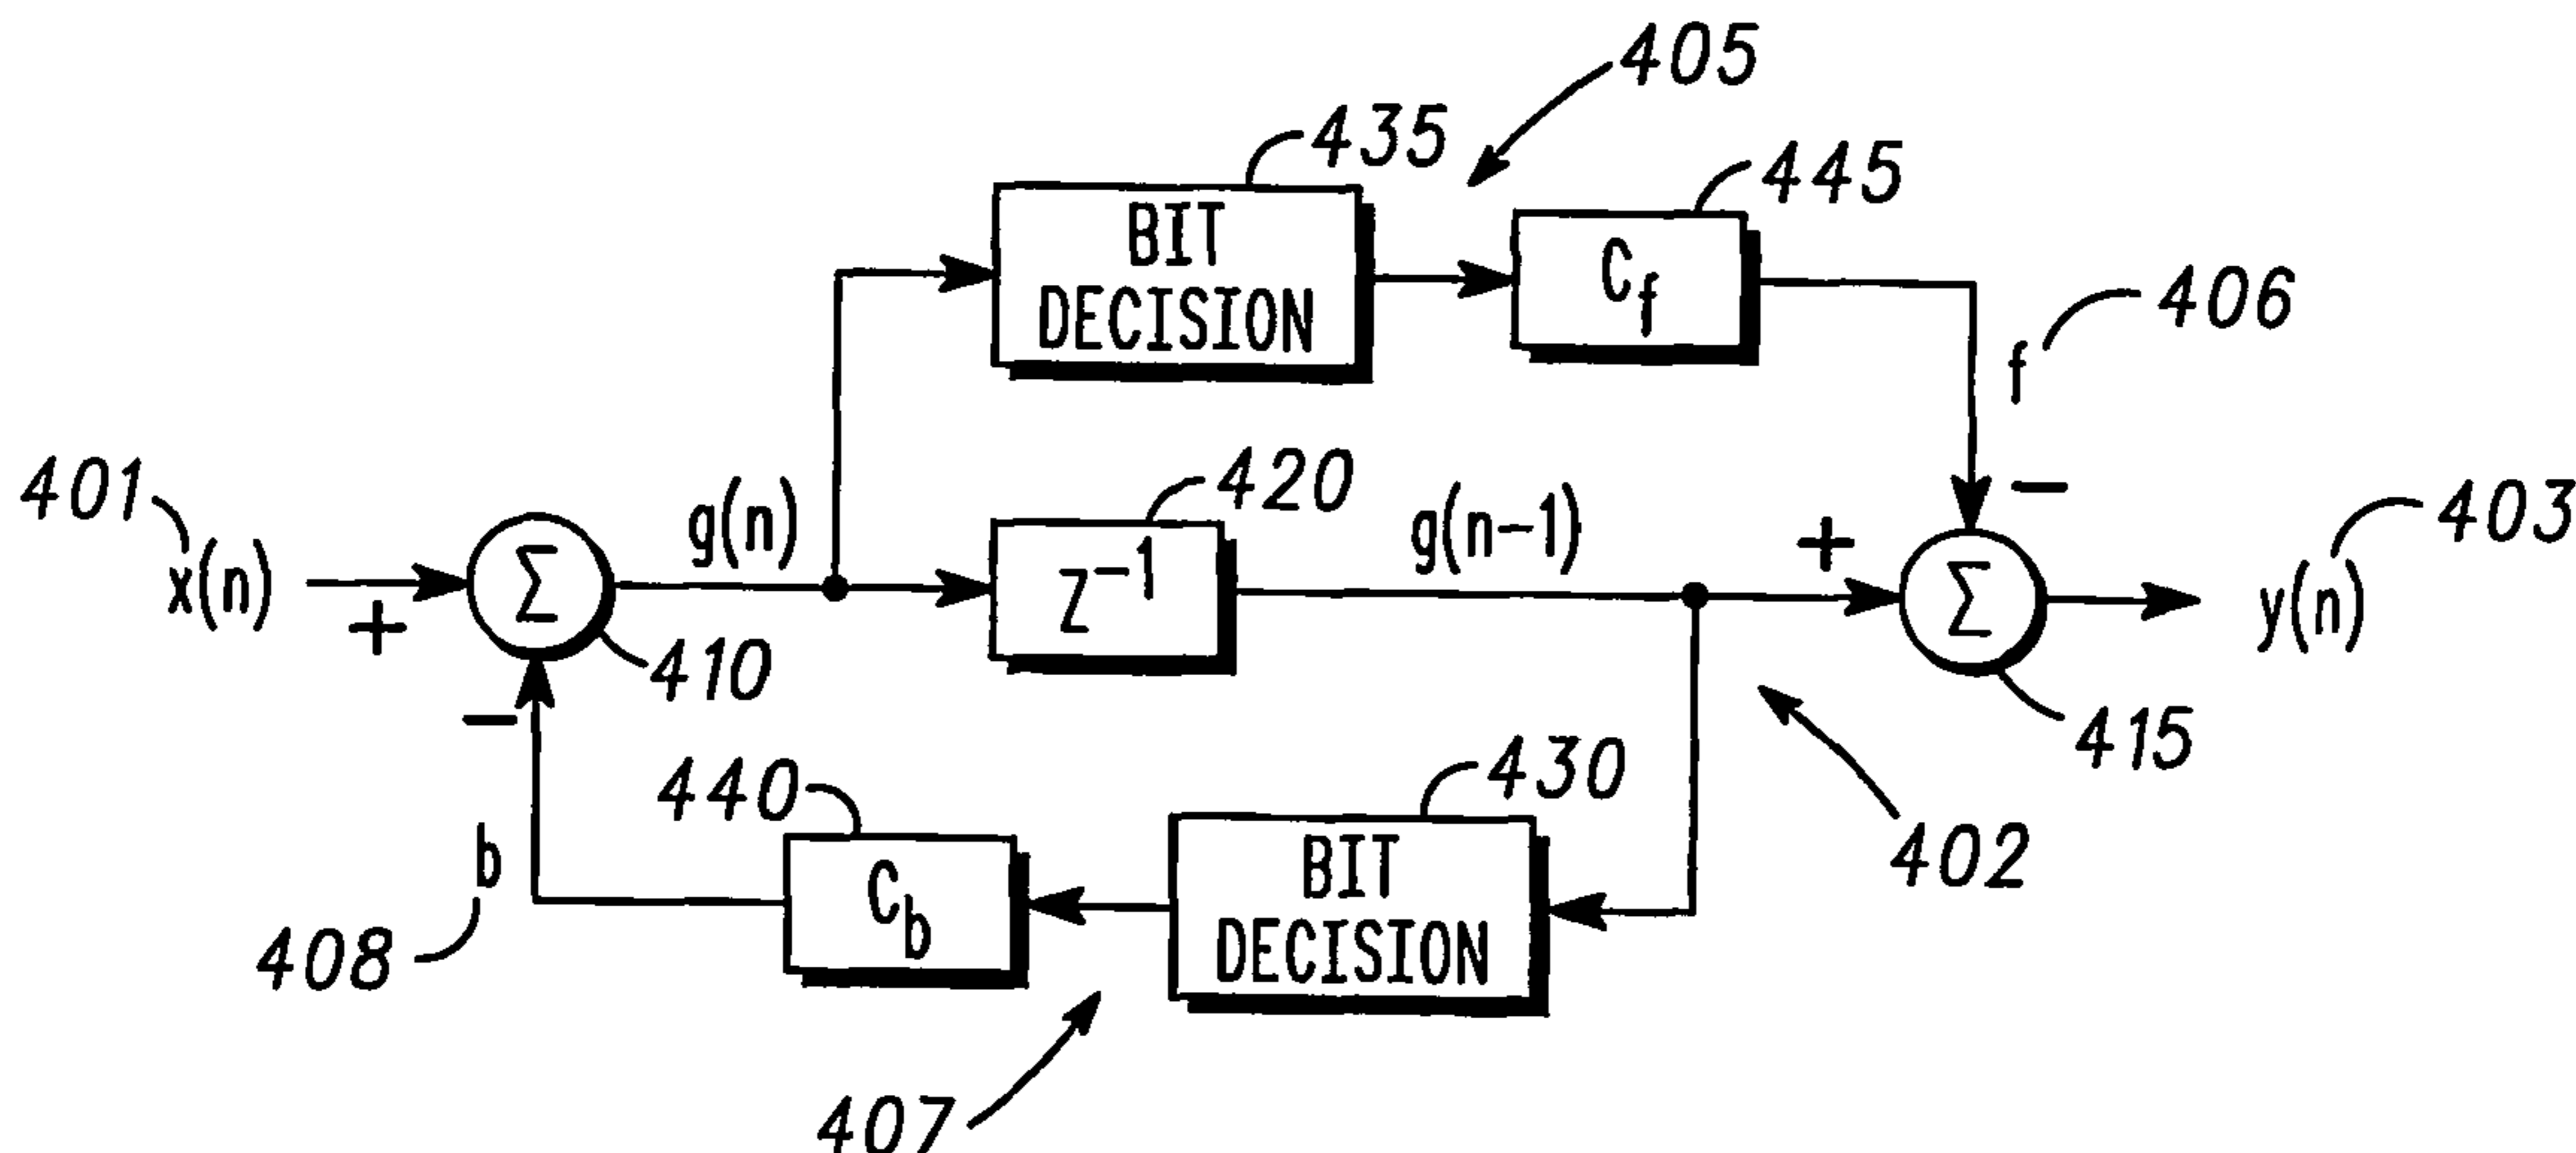 405
435
BIT
DECISION
445
C_f
406
f
401
x(n)
+
Σ
410
g(n)
420
Z^-1
g(n-1)
+
−
Σ
415
403
y(n)
−
b
408
440
C_b
430
BIT
DECISION
402
407